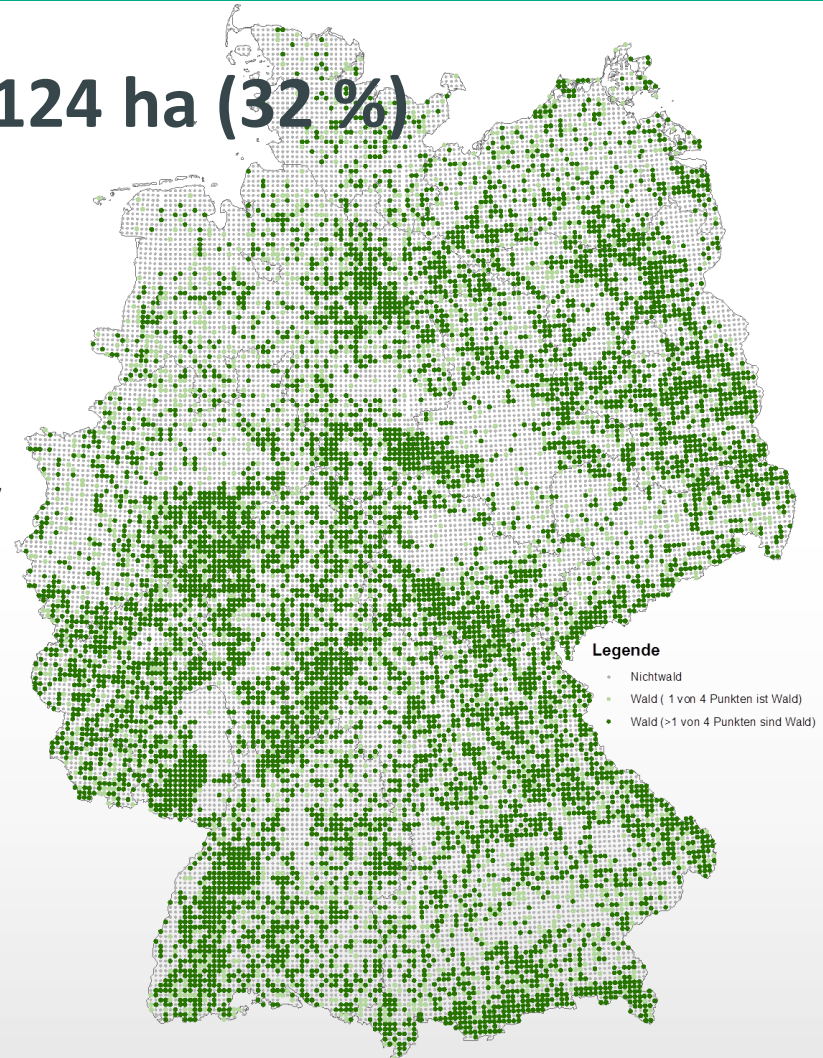 124 ha (32 %)
Legende
Nichtwald
Wald ( 1 von 4 Punkten ist Wald)
Wald (>1 von 4 Punkten sind Wald)